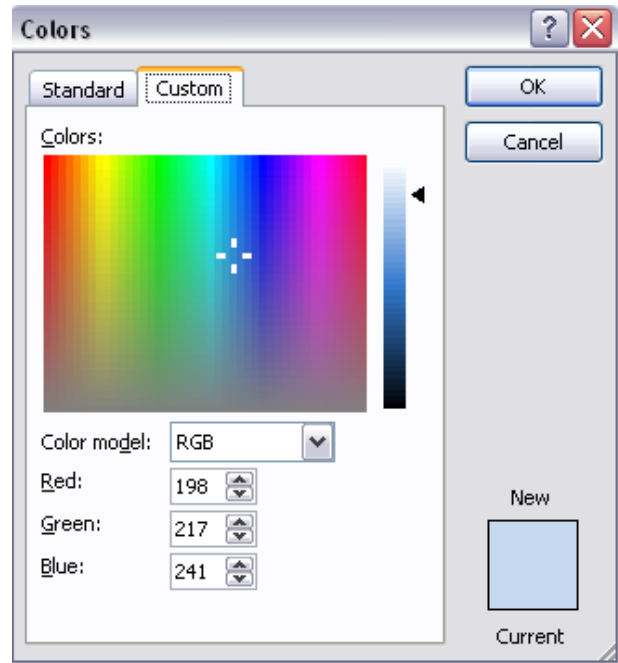 Colors
Standard Custom
OK
Cancel
Colors:
Color model: RGB
Red: 198
Green: 217
Blue: 241
New
Current